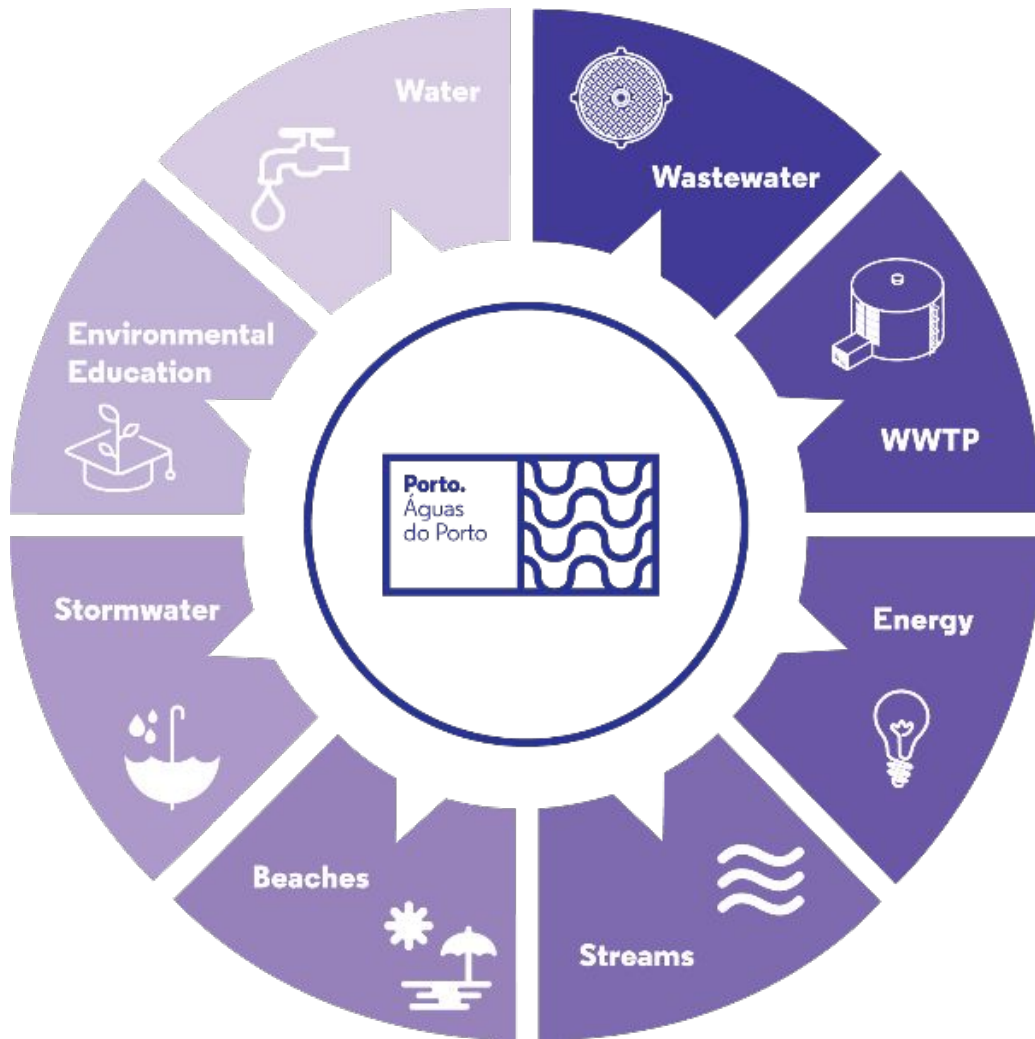 Water
Wastewater
WWTP
Energy
Streams
Beaches
Stormwater
Environmental
Education
Porto.
Águas
do Porto